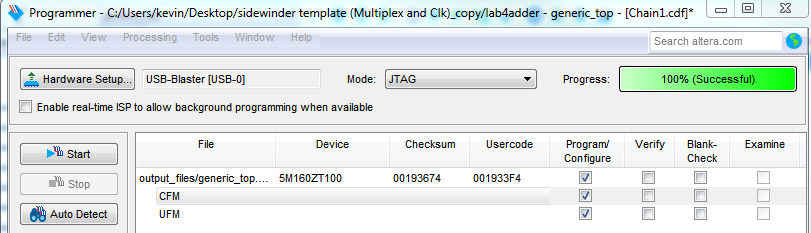 Programmer - C:/Users/kevin/Desktop/sidewinder template (Multiplex and Clk)_copy/lab4adder - generic_top - [Chain1.cdf]*
File Edit View Processing Tools Window Help Search altera.com
Hardware Setup... USB-Blaster [USB-0] Mode: JTAG Progress: 100% (Successful)
Enable real-time ISP to allow background programming when available
Start
Stop
Auto Detect
File Device Checksum Usercode Program/ Configure Verify Blank- Check Examine
output_files/generic_top.... 5M160ZT100 00193674 001933F4
CFM
UFM